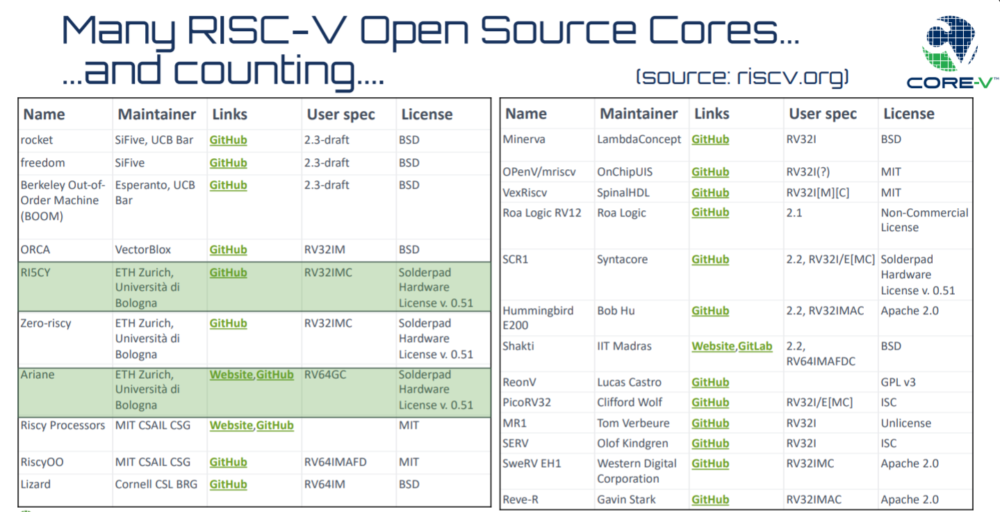 Many RISC-V Open Source Cores...
...and counting....
(source: riscv.org)
CORE-V™
Name Maintainer Links User spec License
rocket SiFive, UCB Bar GitHub 2.3-draft BSD
freedom SiFive GitHub 2.3-draft BSD
Berkeley Out-of- Esperanto, UCB GitHub 2.3-draft BSD
Order Machine Bar
(BOOM)
ORCA VectorBlox GitHub RV32IM BSD
RI5CY ETH Zurich, GitHub RV32IMC Solderpad
Università di Hardware
Bologna License v. 0.51
Zero-riscy ETH Zurich, GitHub RV32IMC Solderpad
Università di Hardware
Bologna License v. 0.51
Ariane ETH Zurich, Website,GitHub RV64GC Solderpad
Università di Hardware
Bologna License v. 0.51
Riscy Processors MIT CSAIL CSG Website,GitHub MIT
RiscyOO MIT CSAIL CSG GitHub RV64IMAFD MIT
Lizard Cornell CSL BRG GitHub RV64IM BSD
Name Maintainer Links User spec License
Minerva LambdaConcept GitHub RV32I BSD
OPenV/mriscv OnChipUIS GitHub RV32I(?) MIT
VexRiscv SpinalHDL GitHub RV32I[M][C] MIT
Roa Logic RV12 Roa Logic GitHub 2.1 Non-Commercial
License
SCR1 Syntacore GitHub 2.2, RV32I/E[MC] Solderpad
Hardware
License v. 0.51
Hummingbird Bob Hu GitHub 2.2, RV32IMAC Apache 2.0
E200
Shakti IIT Madras Website,GitLab 2.2, BSD
RV64IMAFDC
ReonV Lucas Castro GitHub GPL v3
PicoRV32 Clifford Wolf GitHub RV32I/E[MC] ISC
MR1 Tom Verbeure GitHub RV32I Unlicense
SERV Olof Kindgren GitHub RV32I ISC
SweRV EH1 Western Digital GitHub RV32IMC Apache 2.0
Corporation
Reve-R Gavin Stark GitHub RV32IMAC Apache 2.0